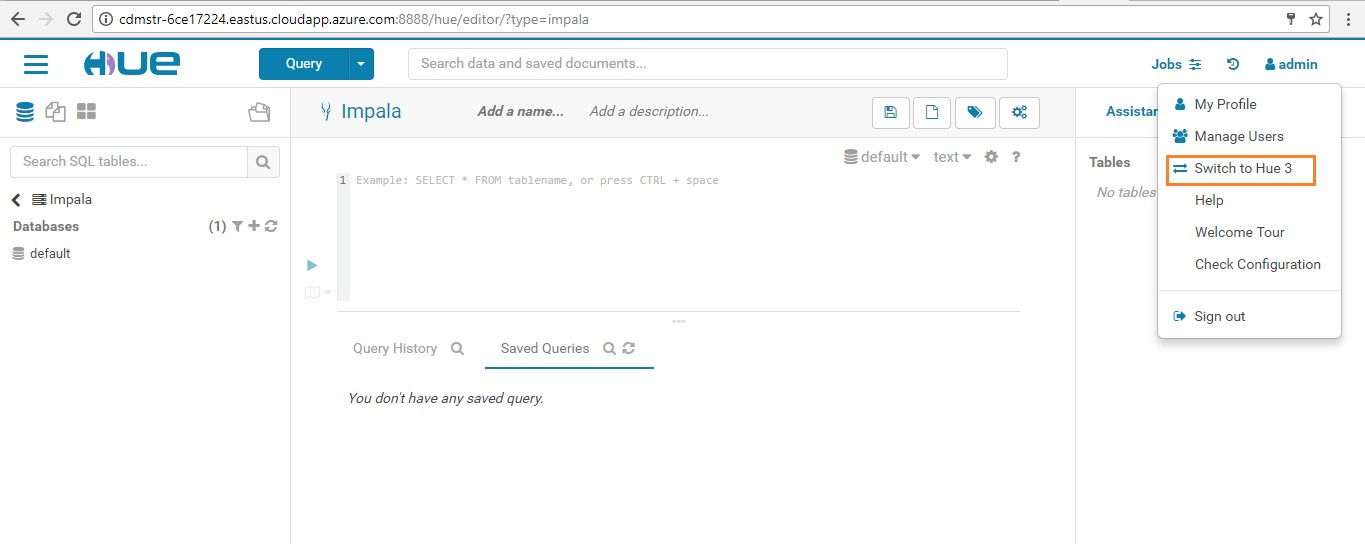 cdmstr-6ce17224.eastus.cloudapp.azure.com:8888/hue/editor/?type=impala
HUE
Query
Search data and saved documents...
Jobs
admin
Impala
Add a name...
Add a description...
Assistan
My Profile
Manage Users
Switch to Hue 3
Help
Welcome Tour
Check Configuration
Sign out
Search SQL tables...
Impala
Databases (1)
default
default
text
?
1 Example: SELECT * FROM tablename, or press CTRL + space
Tables
No tables
Query History
Saved Queries
You don't have any saved query.